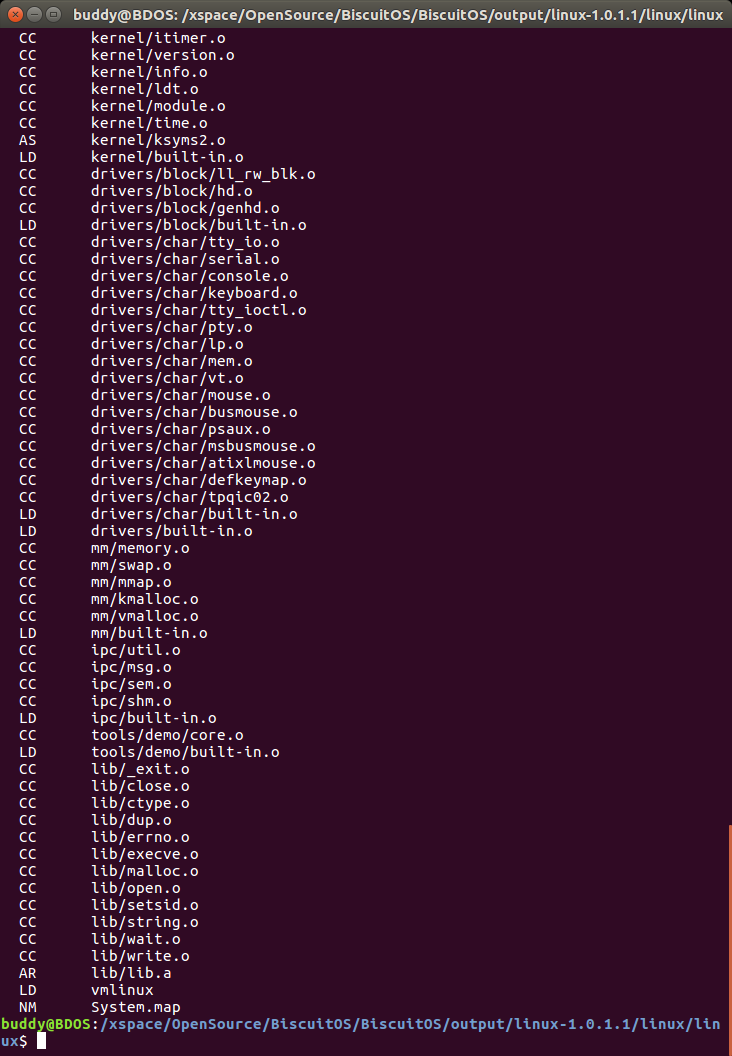 buddy@BDOS: /xspace/OpenSource/BiscuitOS/BiscuitOS/output/linux-1.0.1.1/linux/linux
CC kernel/itimer.o
CC kernel/version.o
CC kernel/info.o
CC kernel/ldt.o
CC kernel/module.o
CC kernel/time.o
AS kernel/ksyms2.o
LD kernel/built-in.o
CC drivers/block/ll_rw_blk.o
CC drivers/block/hd.o
CC drivers/block/genhd.o
LD drivers/block/built-in.o
CC drivers/char/tty_io.o
CC drivers/char/serial.o
CC drivers/char/console.o
CC drivers/char/keyboard.o
CC drivers/char/tty_ioctl.o
CC drivers/char/pty.o
CC drivers/char/lp.o
CC drivers/char/mem.o
CC drivers/char/vt.o
CC drivers/char/mouse.o
CC drivers/char/busmouse.o
CC drivers/char/psaux.o
CC drivers/char/msbusmouse.o
CC drivers/char/atixlmouse.o
CC drivers/char/defkeymap.o
CC drivers/char/tpqic02.o
LD drivers/char/built-in.o
LD drivers/built-in.o
CC mm/memory.o
CC mm/swap.o
CC mm/mmap.o
CC mm/kmalloc.o
CC mm/vmalloc.o
LD mm/built-in.o
CC ipc/util.o
CC ipc/msg.o
CC ipc/sem.o
CC ipc/shm.o
LD ipc/built-in.o
CC tools/demo/core.o
LD tools/demo/built-in.o
CC lib/_exit.o
CC lib/close.o
CC lib/ctype.o
CC lib/dup.o
CC lib/errno.o
CC lib/execve.o
CC lib/malloc.o
CC lib/open.o
CC lib/setsid.o
CC lib/string.o
CC lib/wait.o
CC lib/write.o
AR lib/lib.a
LD vmlinux
NM System.map
buddy@BDOS:/xspace/OpenSource/BiscuitOS/BiscuitOS/output/linux-1.0.1.1/linux/lin
ux$